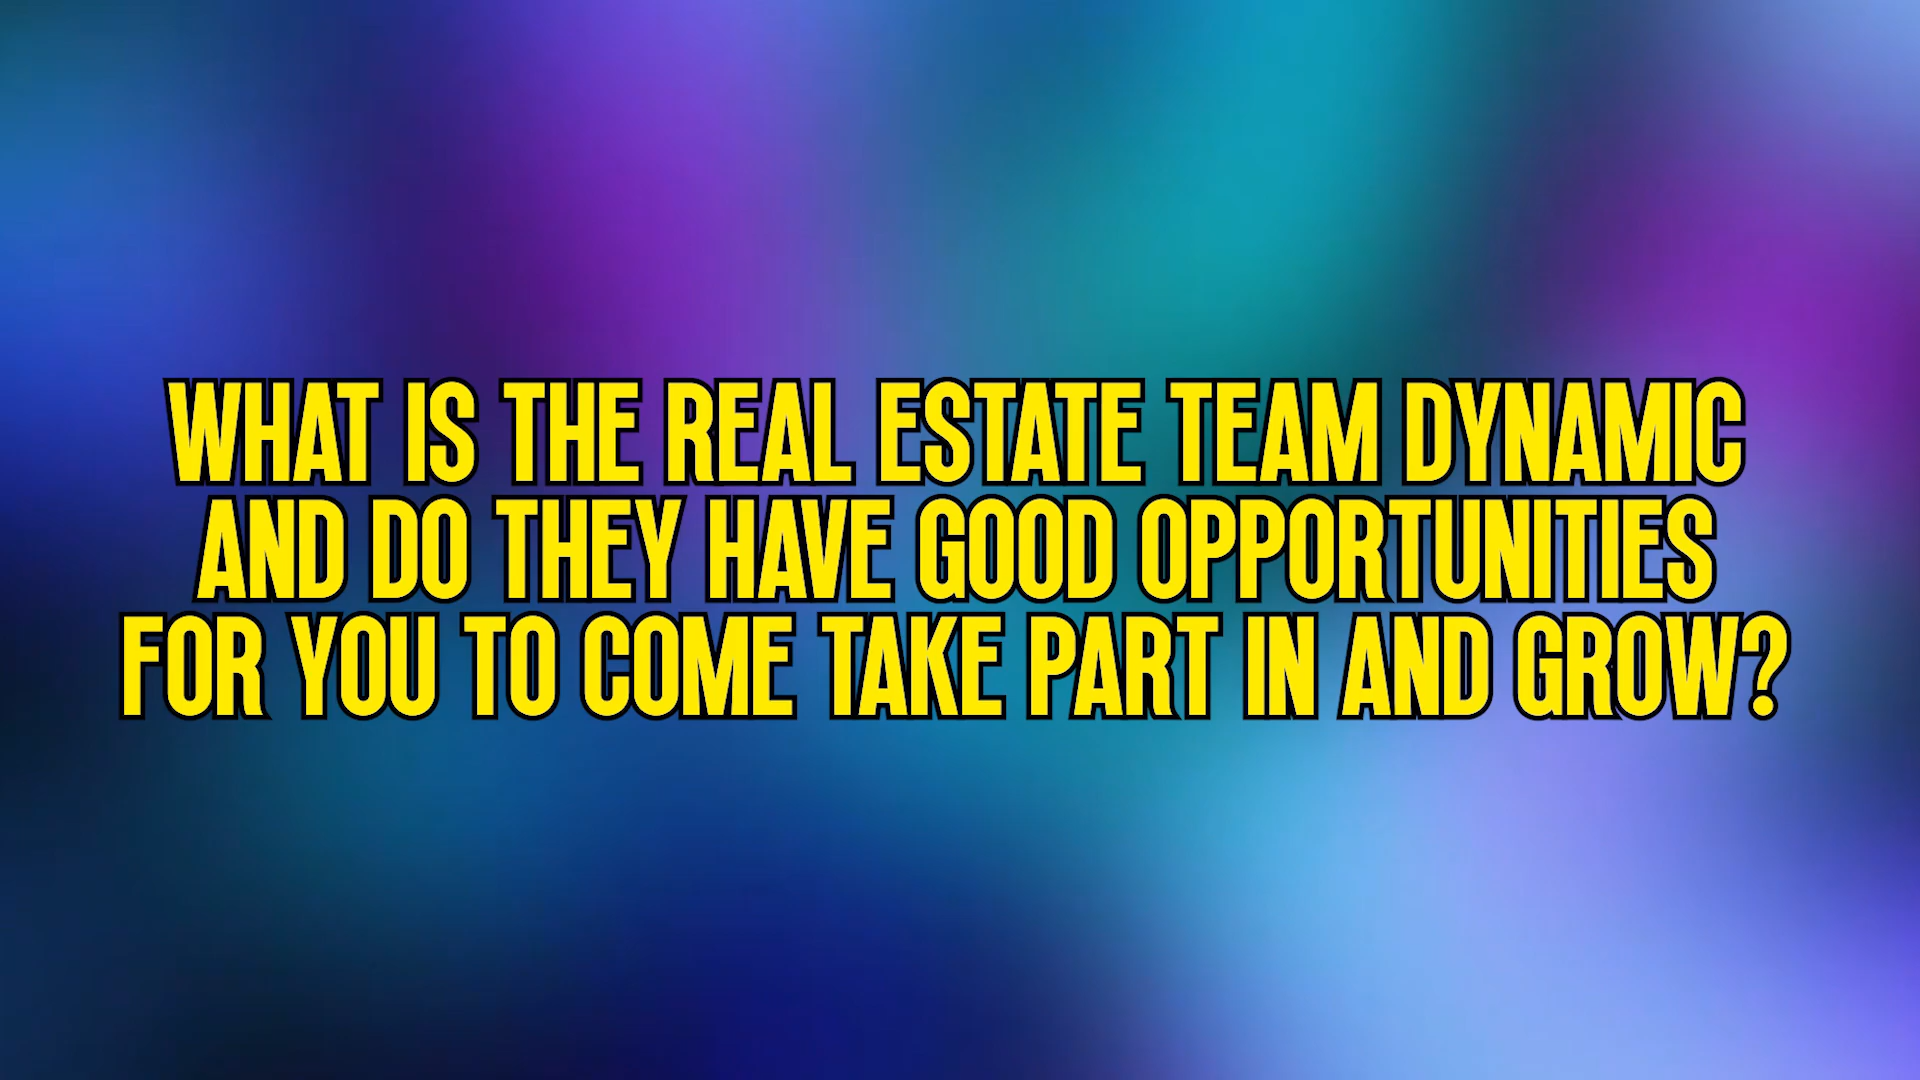 WHAT IS THE REAL ESTATE TEAM DYNAMIC
AND DO THEY HAVE GOOD OPPORTUNITIES
FOR YOU TO COME TAKE PART IN AND GROW?